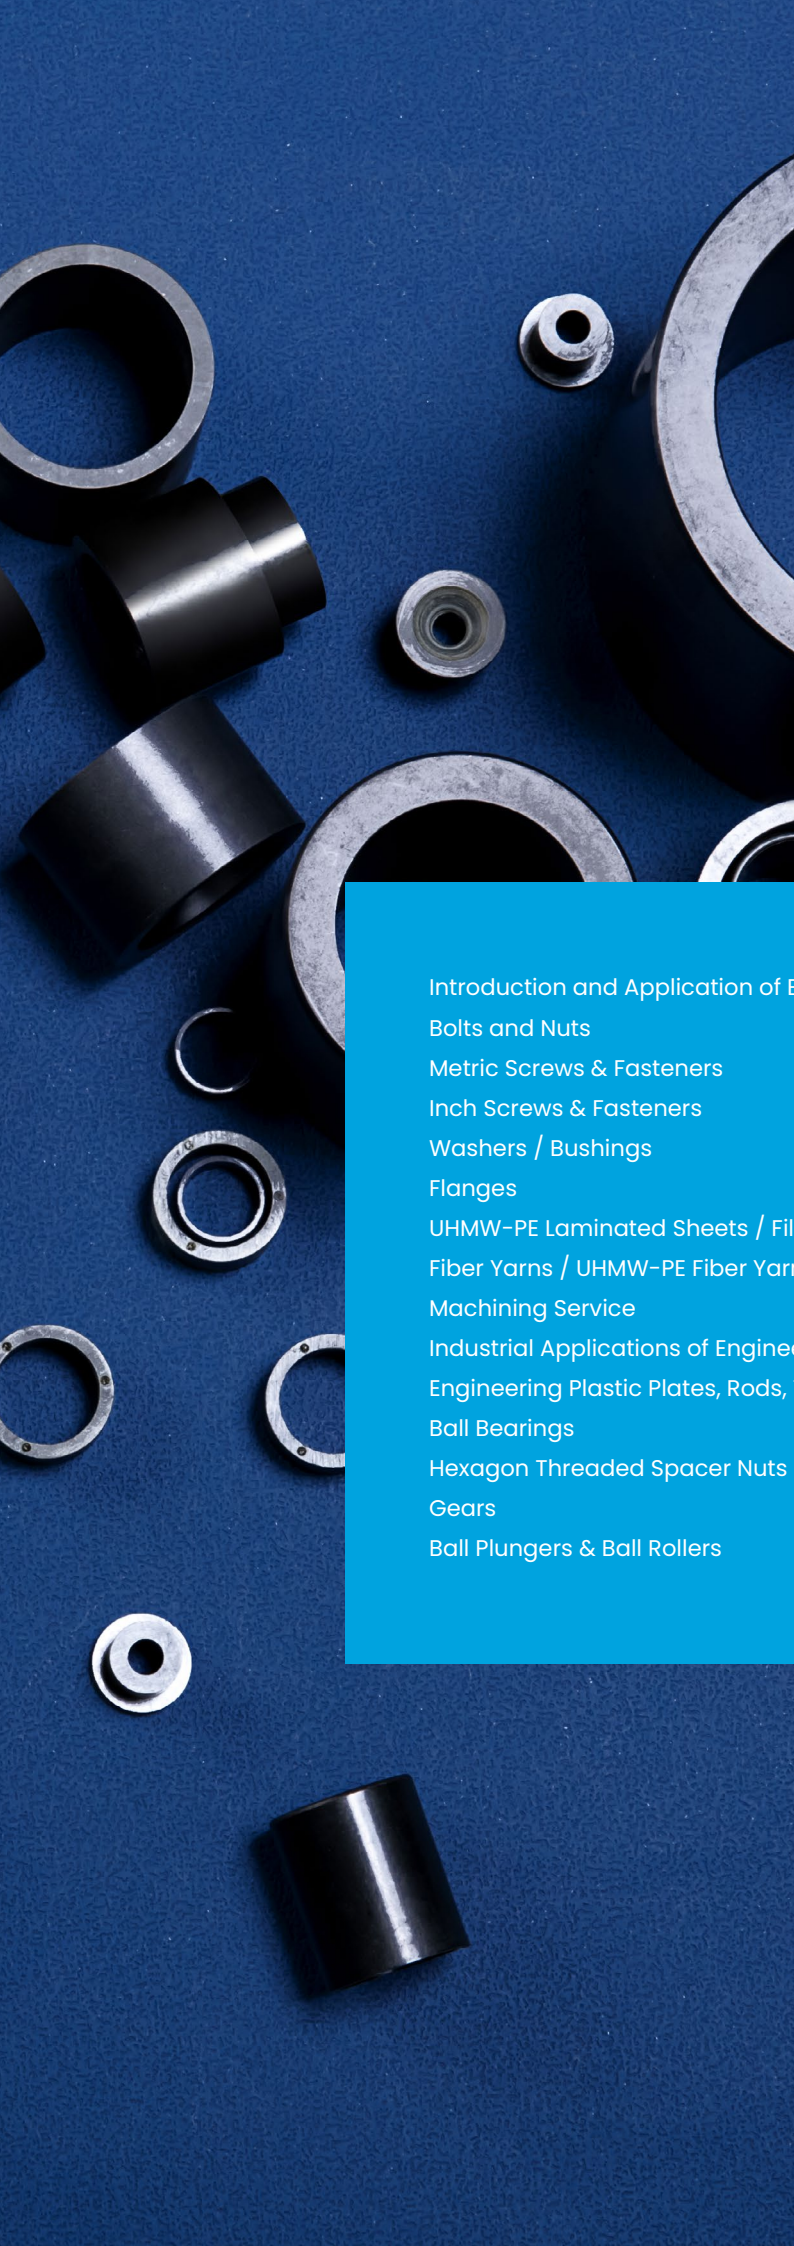 Introduction and Application of
Bolts and Nuts
Metric Screws & Fasteners
Inch Screws & Fasteners
Washers / Bushings
Flanges
UHMW-PE Laminated Sheets /
Fiber Yarns / UHMW-PE Fiber
Machining Service
Industrial Applications of
Engineering Plastic Plates, Rods,
Ball Bearings
Hexagon Threaded Spacer Nuts
Gears
Ball Plungers & Ball Rollers